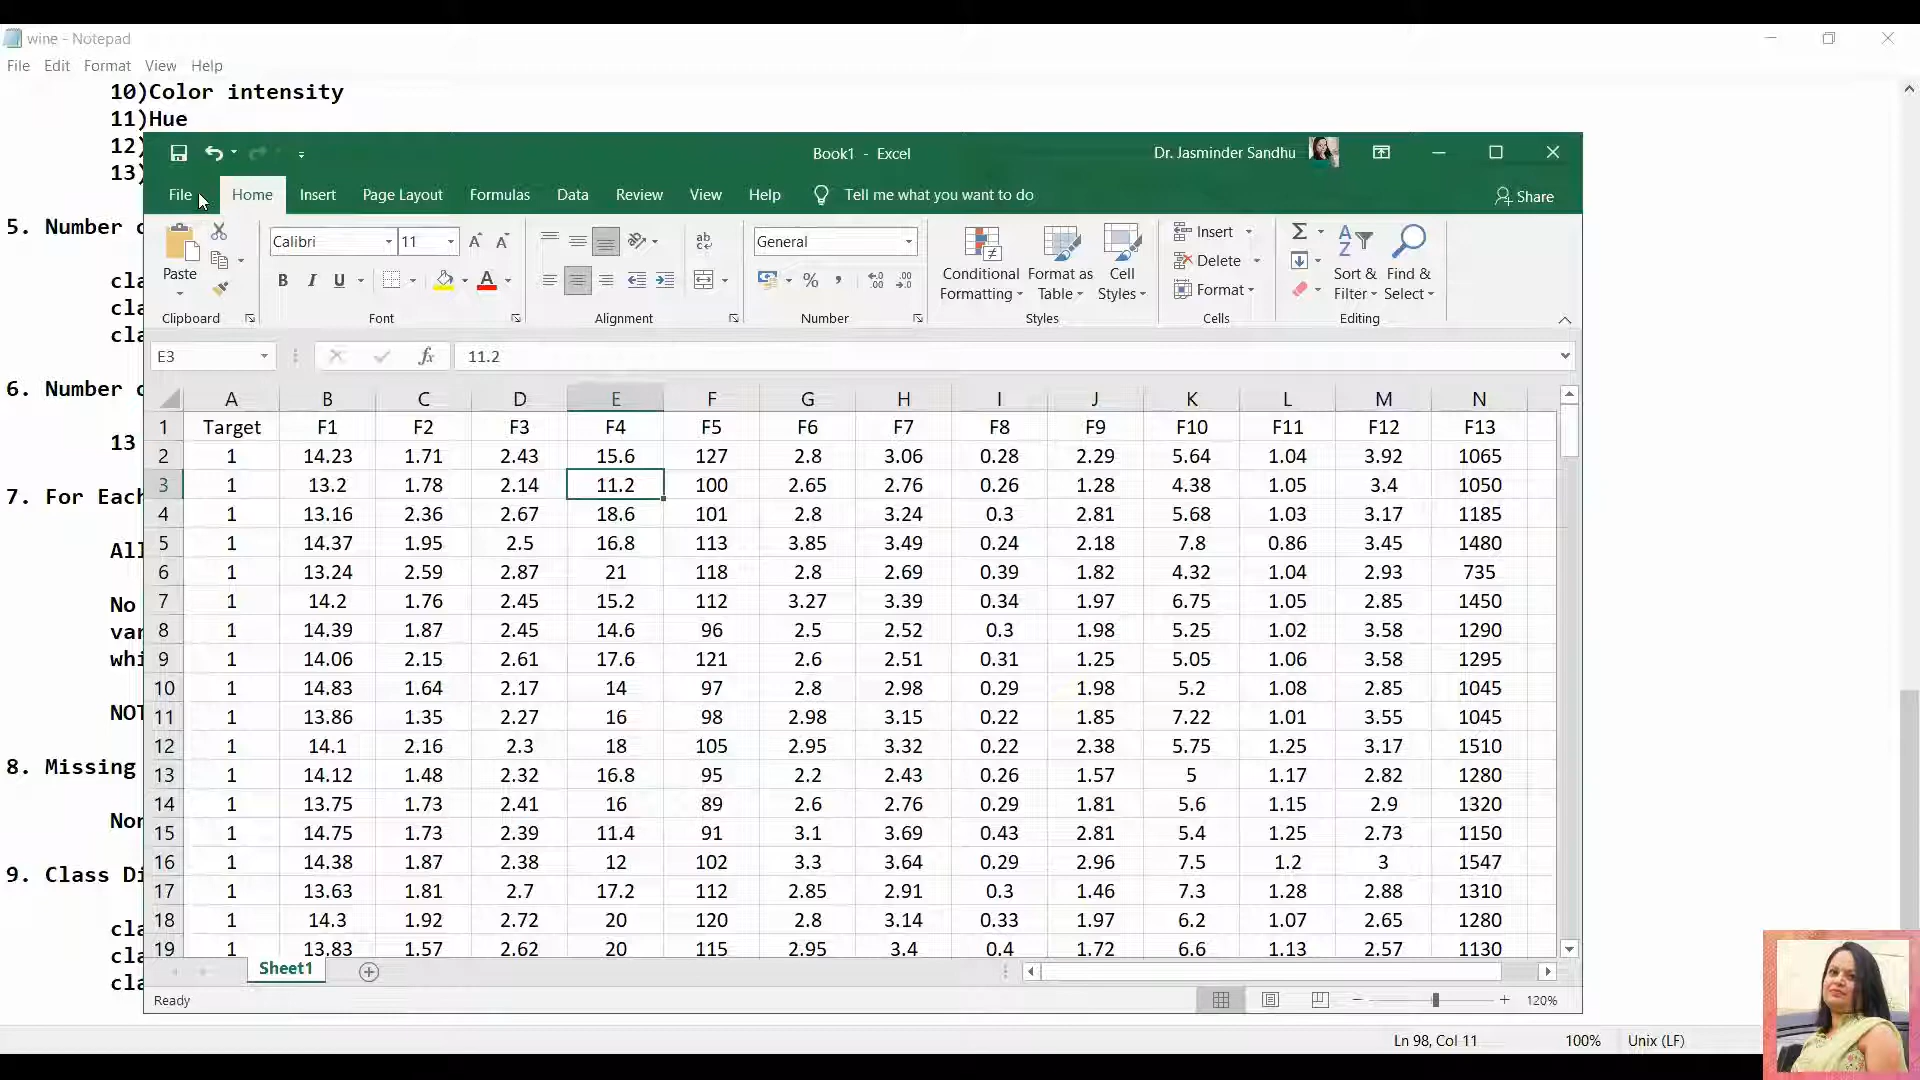 wine - Notepad
File Edit Format View Help
10)Color intensity
11)Hue
12)
13)
5. Number o
cla
cla
cla
6. Number o
13
7. For Each
All
No
var
whi
NOT
8. Missing
Non
9. Class Di
cla
cla
cla
Book1 - Excel
Dr. Jasminder Sandhu
File Home Insert Page Layout Formulas Data Review View Help Tell me what you want to do Share
Paste
Clipboard
Calibri 11
B I U
Font
ab
Alignment
General
%
Number
Conditional Formatting
Format as Table
Cell Styles
Styles
Insert
Delete
Format
Cells
Sort & Filter
Find & Select
Editing
E3 fx 11.2
A B C D E F G H I J K L M N
1 Target F1 F2 F3 F4 F5 F6 F7 F8 F9 F10 F11 F12 F13
2 1 14.23 1.71 2.43 15.6 127 2.8 3.06 0.28 2.29 5.64 1.04 3.92 1065
3 1 13.2 1.78 2.14 11.2 100 2.65 2.76 0.26 1.28 4.38 1.05 3.4 1050
4 1 13.16 2.36 2.67 18.6 101 2.8 3.24 0.3 2.81 5.68 1.03 3.17 1185
5 1 14.37 1.95 2.5 16.8 113 3.85 3.49 0.24 2.18 7.8 0.86 3.45 1480
6 1 13.24 2.59 2.87 21 118 2.8 2.69 0.39 1.82 4.32 1.04 2.93 735
7 1 14.2 1.76 2.45 15.2 112 3.27 3.39 0.34 1.97 6.75 1.05 2.85 1450
8 1 14.39 1.87 2.45 14.6 96 2.5 2.52 0.3 1.98 5.25 1.02 3.58 1290
9 1 14.06 2.15 2.61 17.6 121 2.6 2.51 0.31 1.25 5.05 1.06 3.58 1295
10 1 14.83 1.64 2.17 14 97 2.8 2.98 0.29 1.98 5.2 1.08 2.85 1045
11 1 13.86 1.35 2.27 16 98 2.98 3.15 0.22 1.85 7.22 1.01 3.55 1045
12 1 14.1 2.16 2.3 18 105 2.95 3.32 0.22 2.38 5.75 1.25 3.17 1510
13 1 14.12 1.48 2.32 16.8 95 2.2 2.43 0.26 1.57 5 1.17 2.82 1280
14 1 13.75 1.73 2.41 16 89 2.6 2.76 0.29 1.81 5.6 1.15 2.9 1320
15 1 14.75 1.73 2.39 11.4 91 3.1 3.69 0.43 2.81 5.4 1.25 2.73 1150
16 1 14.38 1.87 2.38 12 102 3.3 3.64 0.29 2.96 7.5 1.2 3 1547
17 1 13.63 1.81 2.7 17.2 112 2.85 2.91 0.3 1.46 7.3 1.28 2.88 1310
18 1 14.3 1.92 2.72 20 120 2.8 3.14 0.33 1.97 6.2 1.07 2.65 1280
19 1 13.83 1.57 2.62 20 115 2.95 3.4 0.4 1.72 6.6 1.13 2.57 1130
Sheet1
Ready 120%
Ln 98, Col 11 100% Unix (LF)